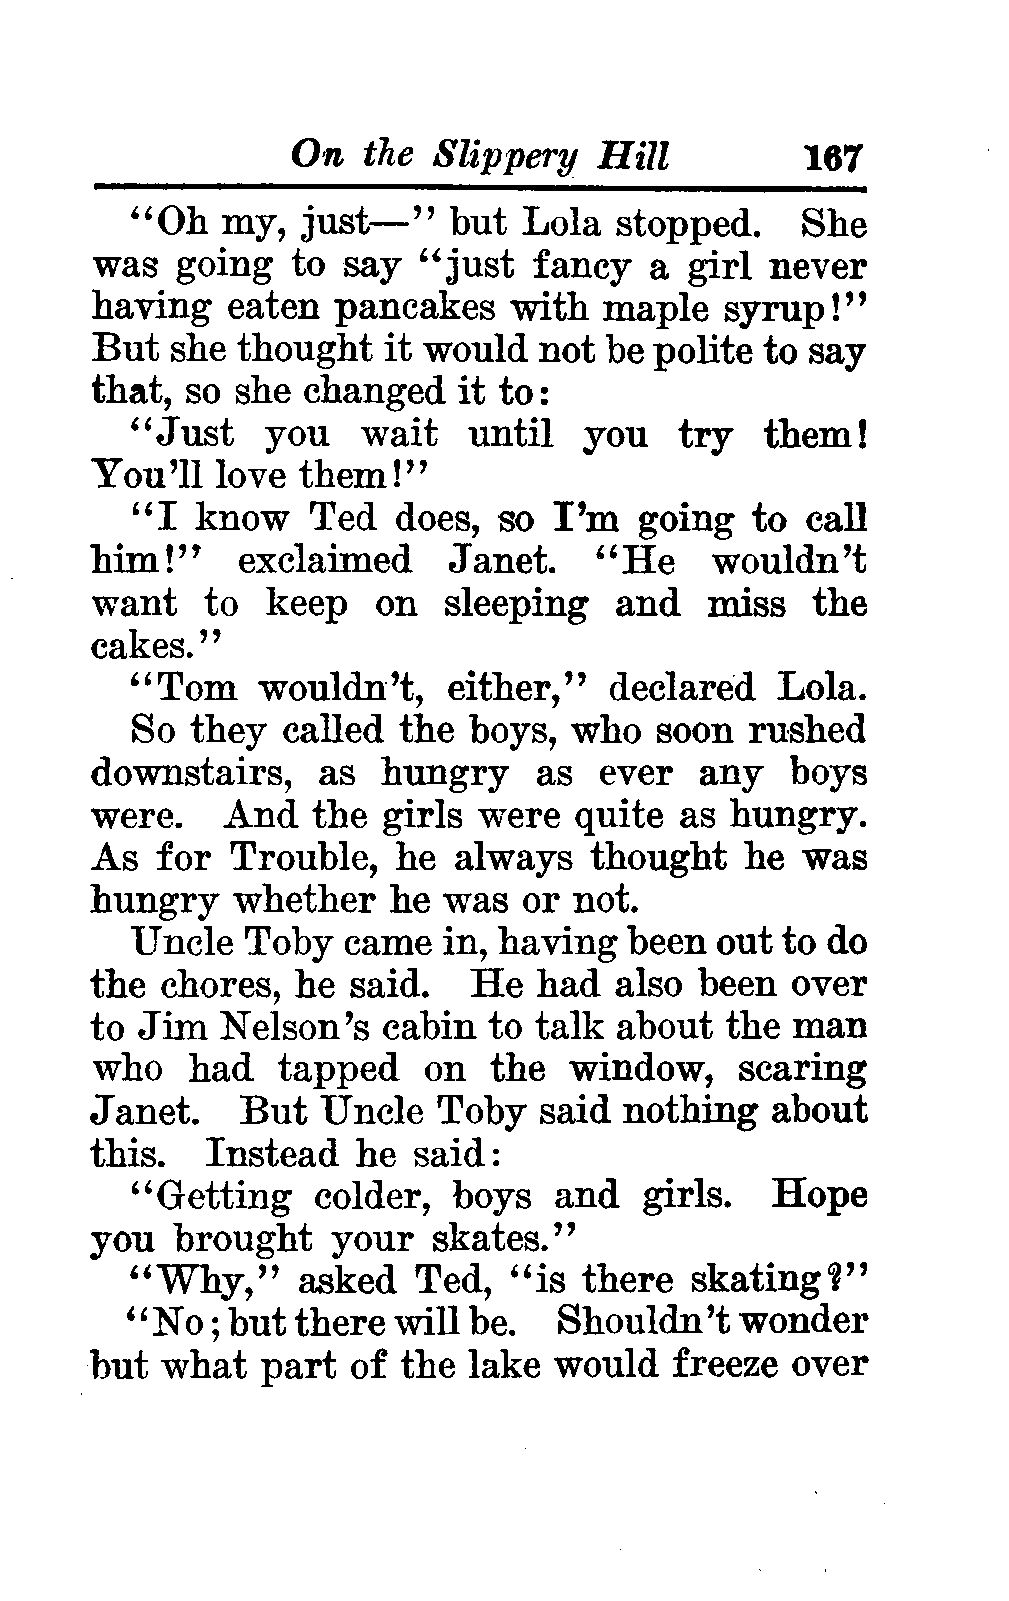 On the Slippery Hill 167
“Oh my, just—” but Lola stopped. She
was going to say “just fancy a girl never
having eaten pancakes with maple syrup!”
But she thought it would not be polite to say
that, so she changed it to:
“Just you wait until you try them!
You’ll love them!”
“I know Ted does, so I’m going to call
him!” exclaimed Janet. “He wouldn’t
want to keep on sleeping and miss the
cakes.”
“Tom wouldn’t, either,” declared Lola.
So they called the boys, who soon rushed
downstairs, as hungry as ever any boys
were. And the girls were quite as hungry.
As for Trouble, he always thought he was
hungry whether he was or not.
Uncle Toby came in, having been out to do
the chores, he said. He had also been over
to Jim Nelson’s cabin to talk about the man
who had tapped on the window, scaring
Janet. But Uncle Toby said nothing about
this. Instead he said:
“Getting colder, boys and girls. Hope
you brought your skates.”
“Why,” asked Ted, “is there skating?”
“No; but there will be. Shouldn’t wonder
but what part of the lake would freeze over